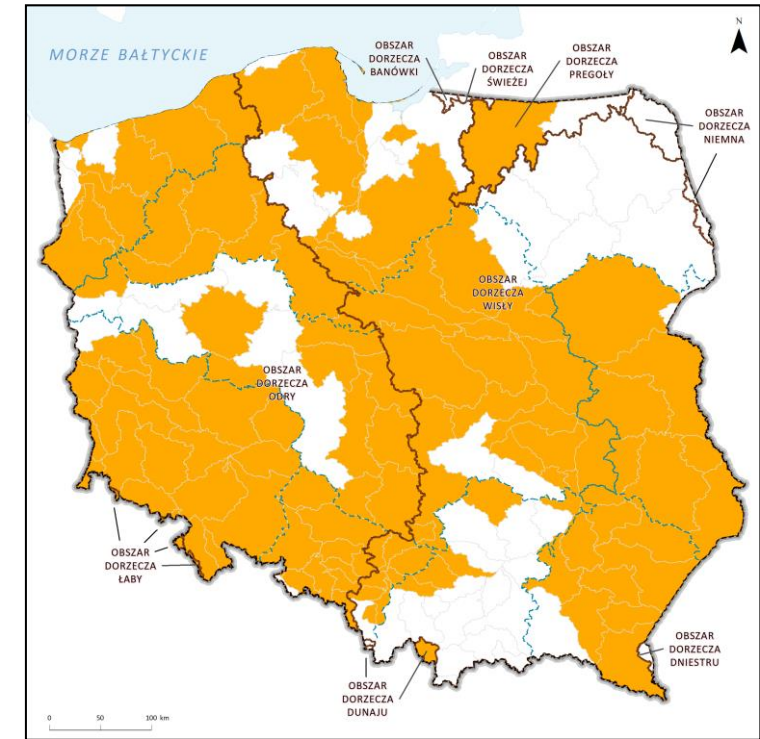 MORZE BAŁTYCKIE
N
OBSZAR
DORZECZA
BANÓWKI
OBSZAR
DORZECZA
ŚWIEŻEJ
OBSZAR
DORZECZA
PREGOŁY
OBSZAR
DORZECZA
NIEMNA
OBSZAR
DORZECZA
WISŁY
OBSZAR
DORZECZA
ODRY
OBSZAR
DORZECZA
ŁABY
OBSZAR
DORZECZA
DNIESTRU
OBSZAR
DORZECZA
DUNAJU
0 50 100 km